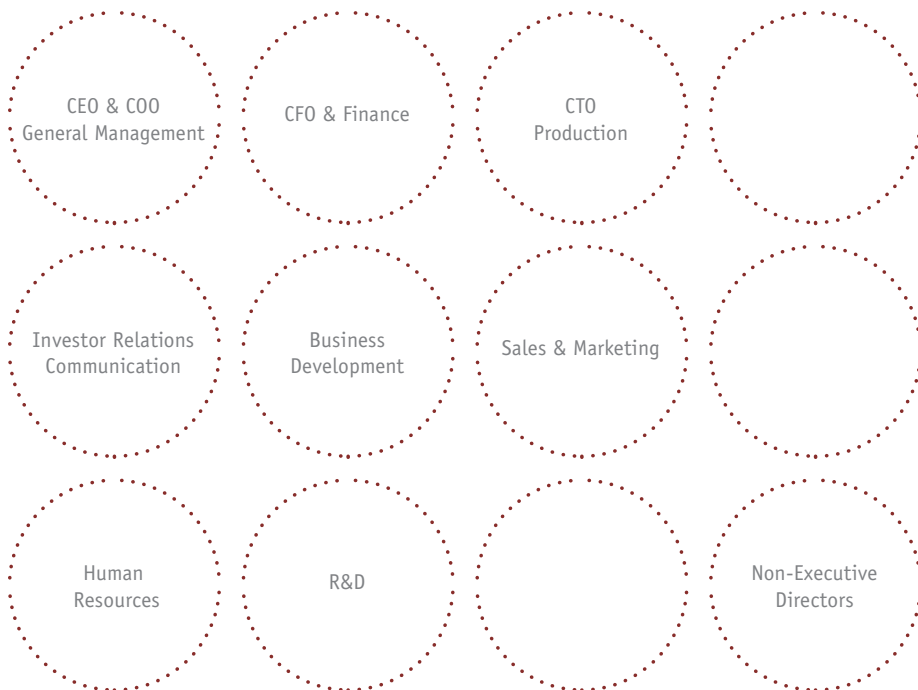 CEO & COO
General Management
CFO & Finance
CTO
Production
Investor Relations
Communication
Business
Development
Sales & Marketing
Human
Resources
R&D
Non-Executive
Directors